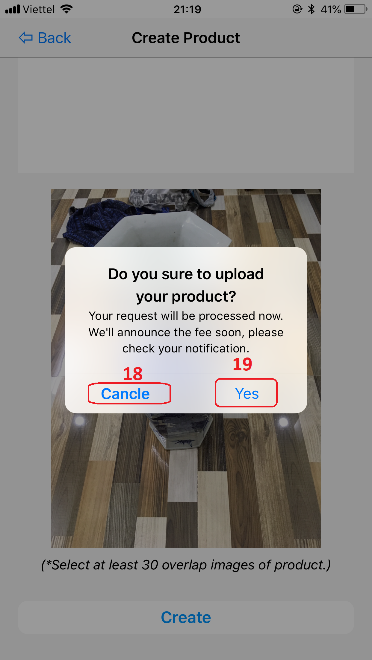 Viettel 21:19 41%
Back Create Product
Do you sure to upload
your product?
Your request will be processed now.
We'll announce the fee soon, please
check your notification.
18 19
Cancle Yes
(*Select at least 30 overlap images of product.)
Create